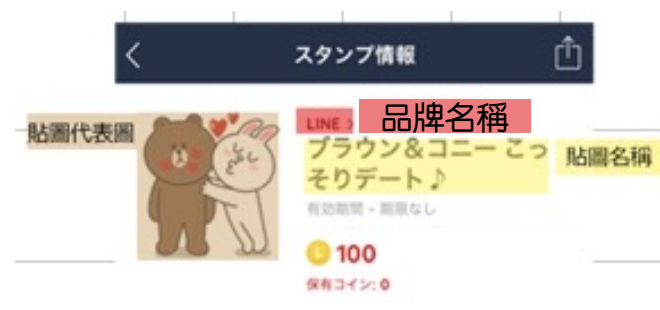 スタンプ情報
LINE >
品牌名稱
貼圖代表圖
ブラウン＆コニー こっ
そりデート♪
貼圖名稱
有効期間 - 期限なし
L 100
保有コイン: 0